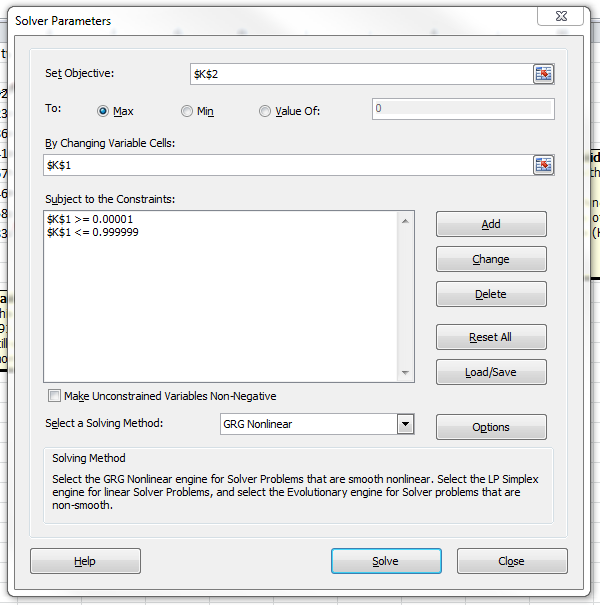 Solver Parameters
Set Objective:
$K$2
To:
Max
Min
Value Of:
0
By Changing Variable Cells:
$K$1
Subject to the Constraints:
$K$1 >= 0.00001
$K$1 <= 0.999999
Add
Change
Delete
Reset All
Load/Save
Make Unconstrained Variables Non-Negative
Select a Solving Method:
GRG Nonlinear
Options
Solving Method
Select the GRG Nonlinear engine for Solver Problems that are smooth nonlinear. Select the LP Simplex
engine for linear Solver Problems, and select the Evolutionary engine for Solver problems that are
non-smooth.
Help
Solve
Close